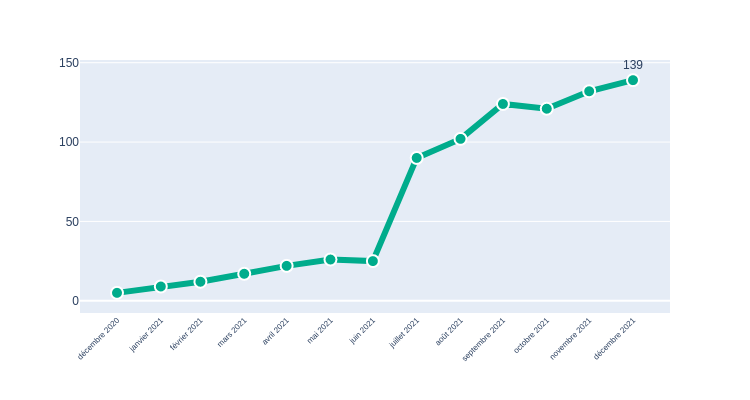 150
139
100
50
0
décembre 2020
janvier 2021
février 2021
mars 2021
avril 2021
mai 2021
juin 2021
juillet 2021
août 2021
septembre 2021
octobre 2021
novembre 2021
décembre 2021